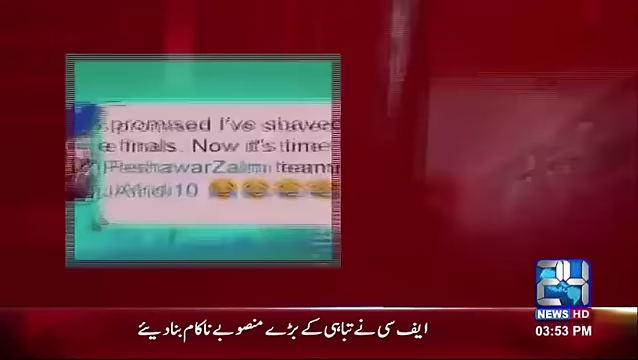 promised I've shaved
finals. Now it's time
PeshawarZalmi team
24
NEWS HD
03:53 PM
ایف سی نے تباہی کے بڑے منصوبے ناکام بنا دیئے